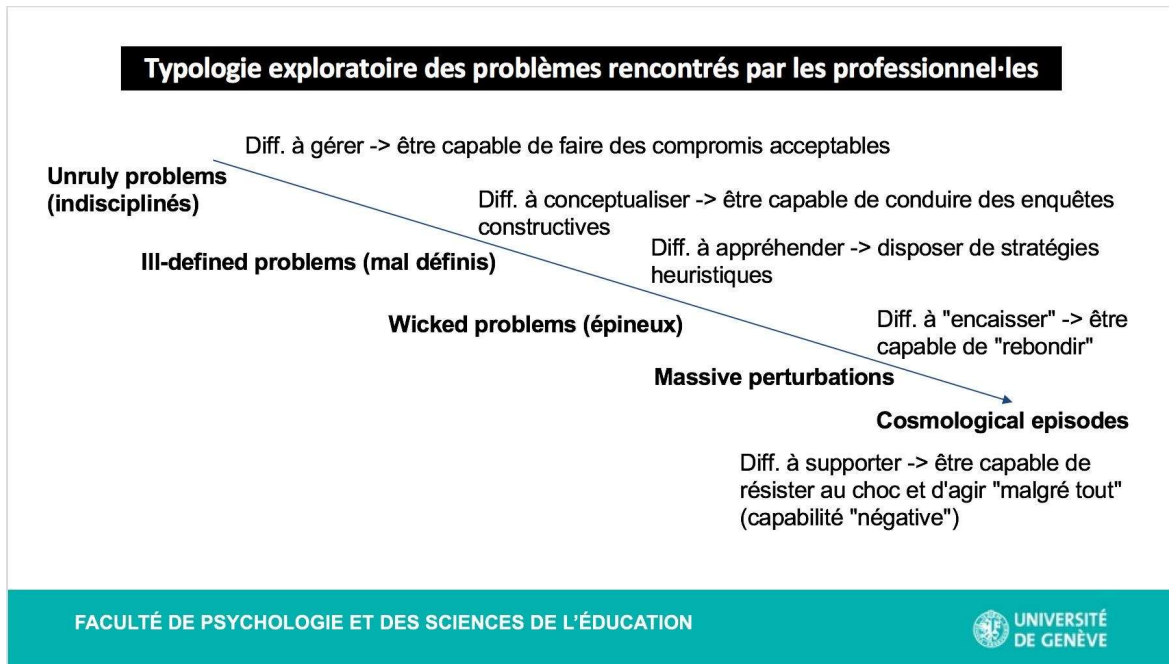 Typologie exploratoire des problèmes rencontrés par les professionnel·les
Diff. à gérer -> être capable de faire des compromis acceptables
Unruly problems
(indisciplinés)
Diff. à conceptualiser -> être capable de conduire des enquêtes
constructives
Ill-defined problems (mal définis)
Diff. à appréhender -> disposer de stratégies
heuristiques
Wicked problems (épineux)
Diff. à "encaisser" -> être
capable de "rebondir"
Massive perturbations
Cosmological episodes
Diff. à supporter -> être capable de
résister au choc et d'agir "malgré tout"
(capabilité "négative")
FACULTÉ DE PSYCHOLOGIE ET DES SCIENCES DE L'ÉDUCATION
UNIVERSITÉ
DE GENÈVE